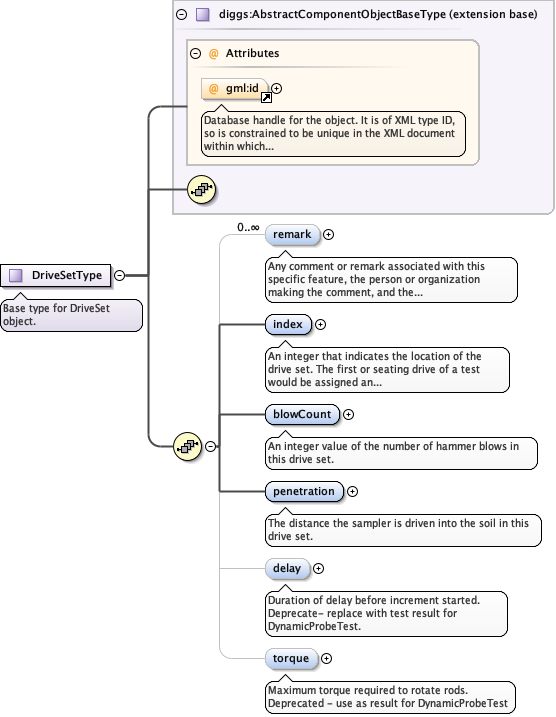 diggs:AbstractComponentObjectBaseType (extension base)
@ Attributes
@ gml:id
Database handle for the object. It is of XML type ID,
so is constrained to be unique in the XML document
within which...
DriveSetType
Base type for DriveSet
object.
0..∞
remark
Any comment or remark associated with this
specific feature, the person or organization
making the comment, and the...
index
An integer that indicates the location of the
drive set. The first or seating drive of a test
would be assigned an...
blowCount
An integer value of the number of hammer blows in
this drive set.
penetration
The distance the sampler is driven into the soil in this
drive set.
delay
Duration of delay before increment started.
Deprecate- replace with test result for
DynamicProbeTest.
torque
Maximum torque required to rotate rods.
Deprecated - use as result for DynamicProbeTest